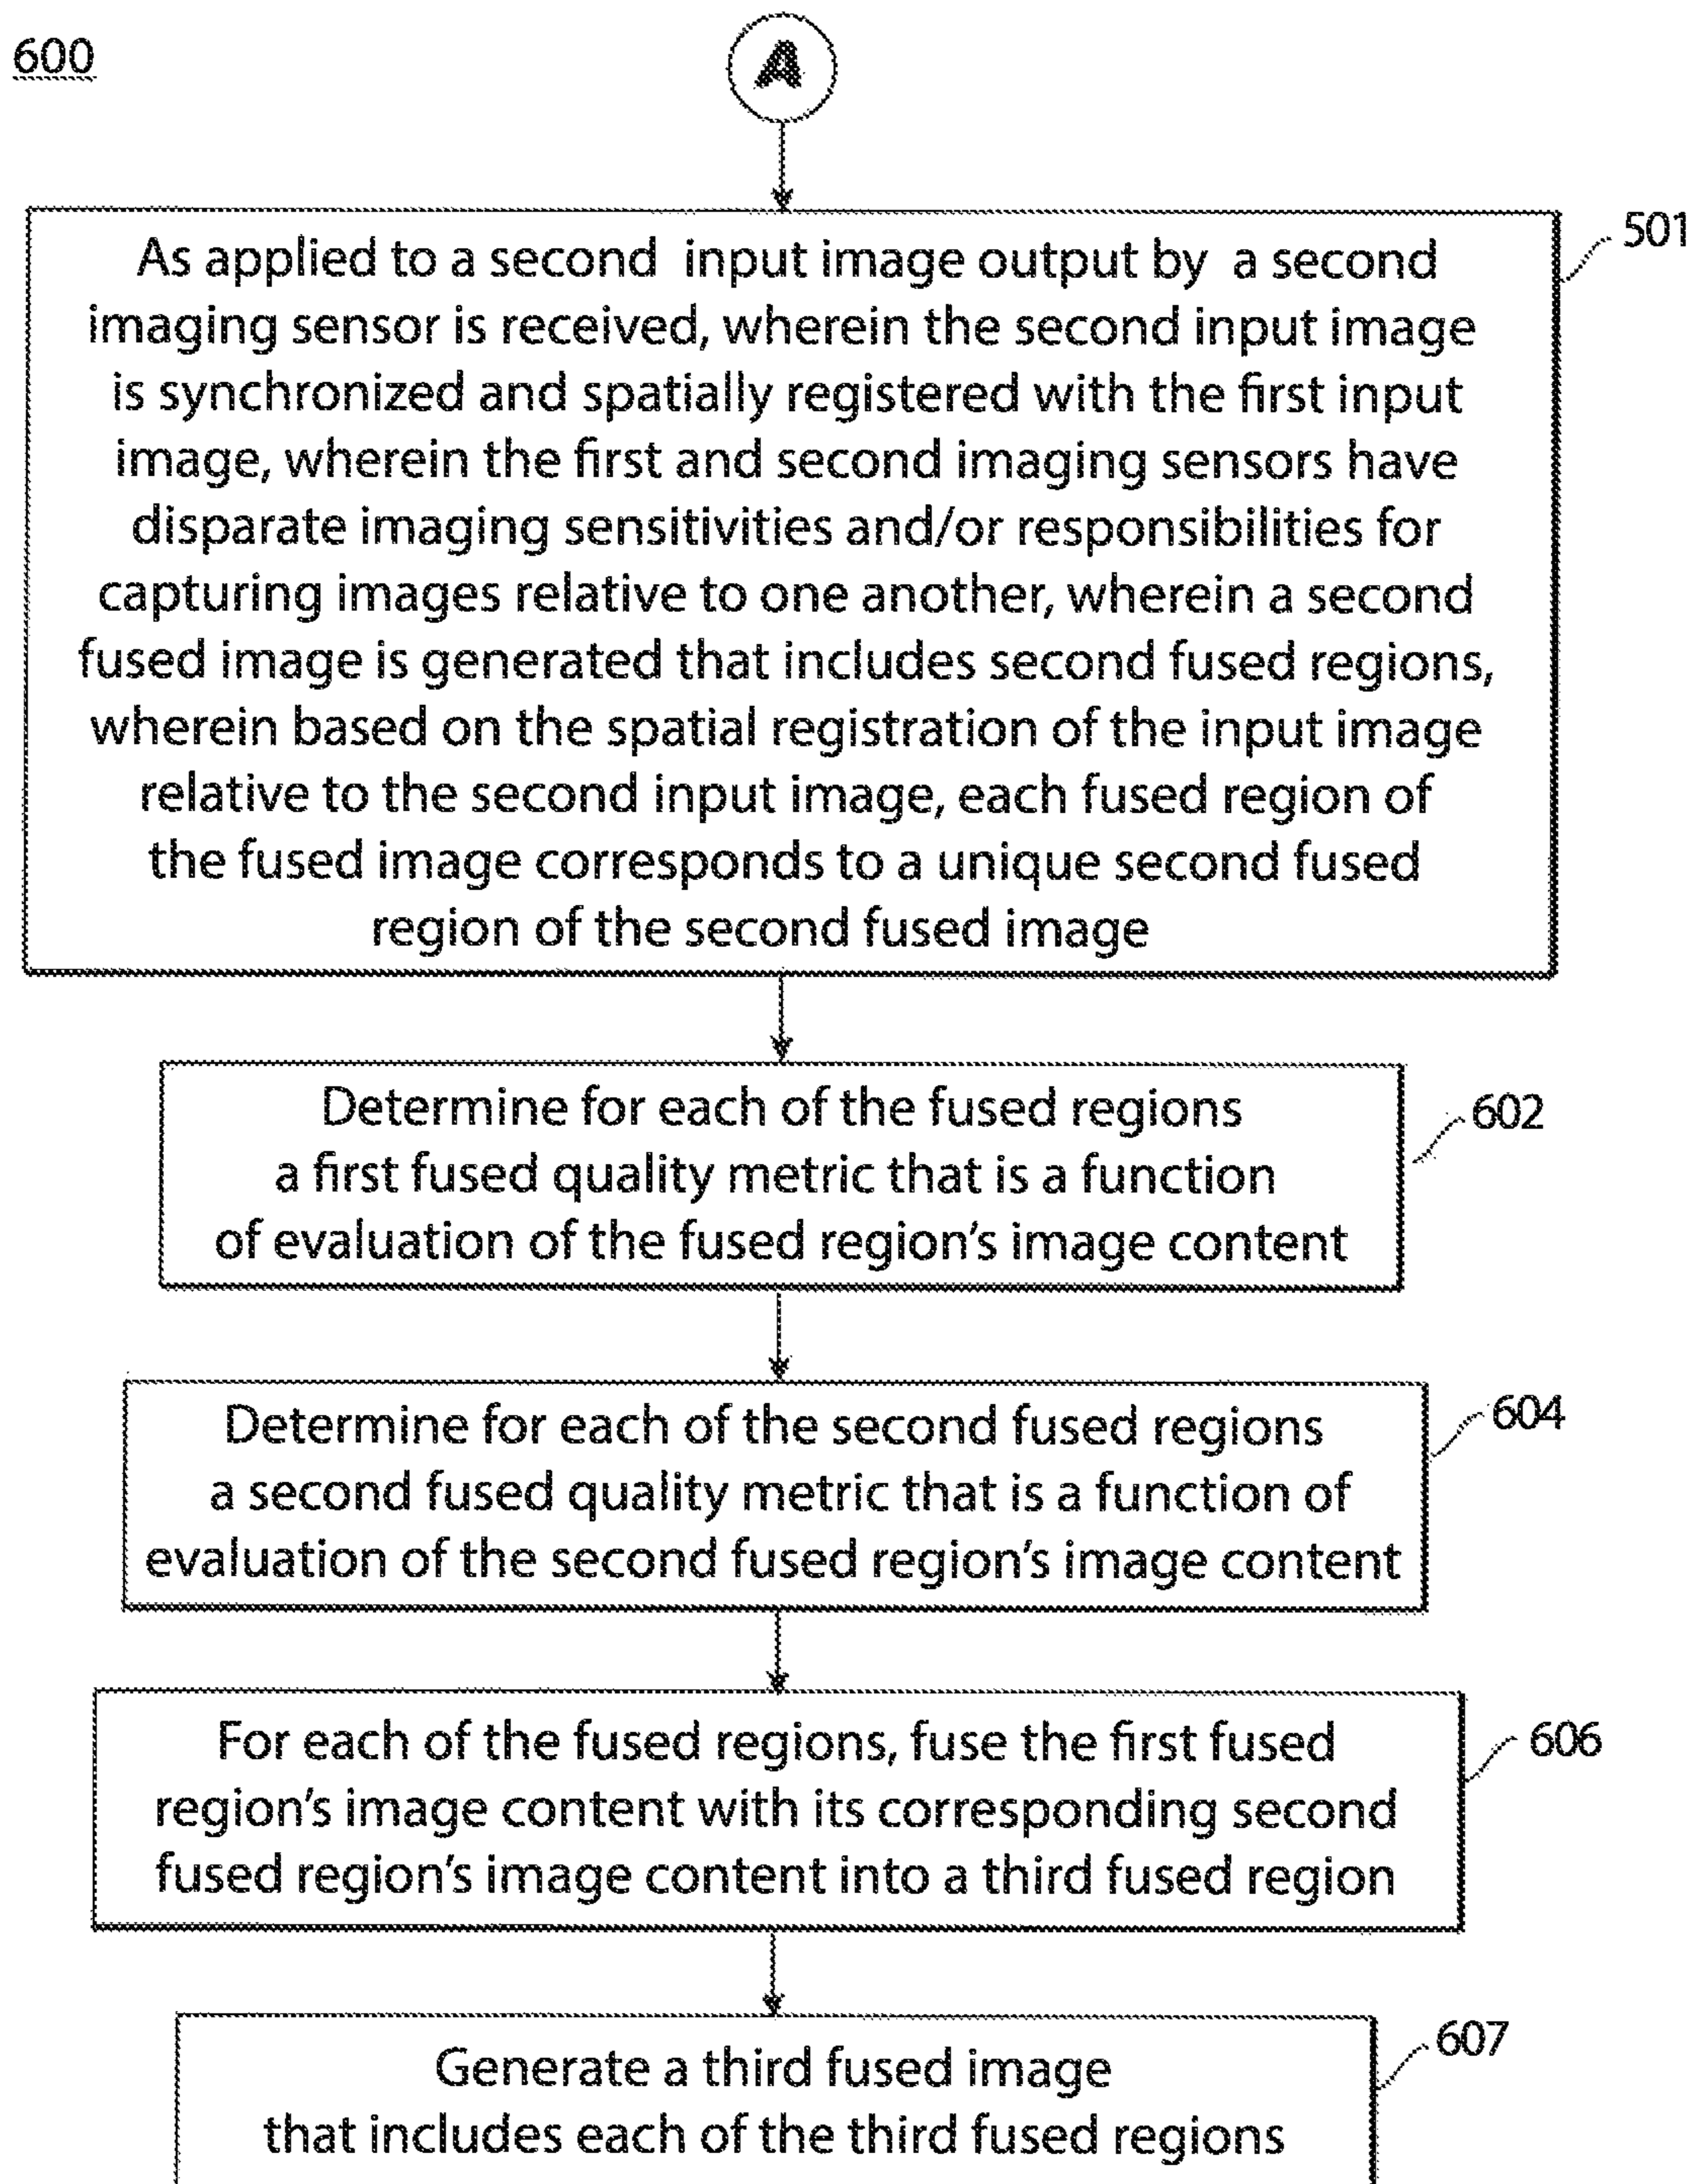 600
A
501
As applied to a second input image output by a second
imaging sensor is received, wherein the second input image
is synchronized and spatially registered with the first input
image, wherein the first and second imaging sensors have
disparate imaging sensitivities and/or responsibilities for
capturing images relative to one another, wherein a second
fused image is generated that includes second fused regions,
wherein based on the spatial registration of the input image
relative to the second input image, each fused region of
the fused image corresponds to a unique second fused
region of the second fused image
602
Determine for each of the fused regions
a first fused quality metric that is a function
of evaluation of the fused region's image content
604
Determine for each of the second fused regions
a second fused quality metric that is a function of
evaluation of the second fused region's image content
606
For each of the fused regions, fuse the first fused
region's image content with its corresponding second
fused region's image content into a third fused region
607
Generate a third fused image
that includes each of the third fused regions